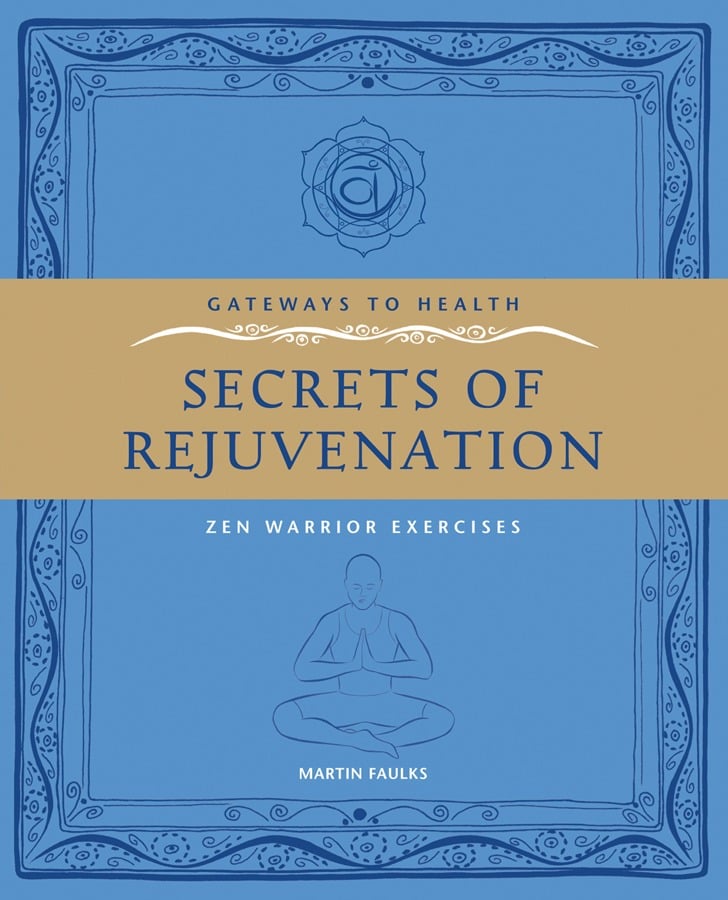 वं
GATEWAYS TO HEALTH
SECRETS OF
REJUVENATION
ZEN WARRIOR EXERCISES
MARTIN FAULKS